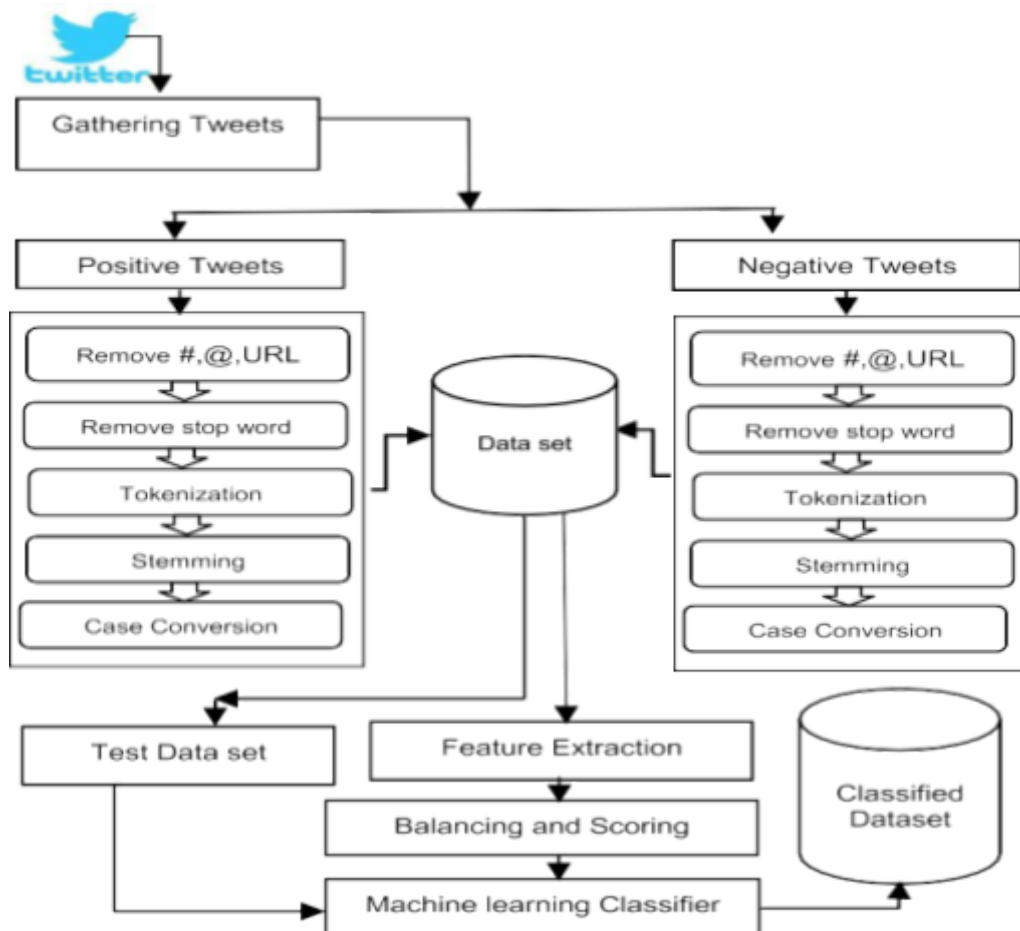 twitter
Gathering Tweets
Positive Tweets
Remove #,@,URL
Remove stop word
Tokenization
Stemming
Case Conversion
Data set
Negative Tweets
Remove #,@,URL
Remove stop word
Tokenization
Stemming
Case Conversion
Test Data set
Feature Extraction
Balancing and Scoring
Machine learning Classifier
Classified
Dataset